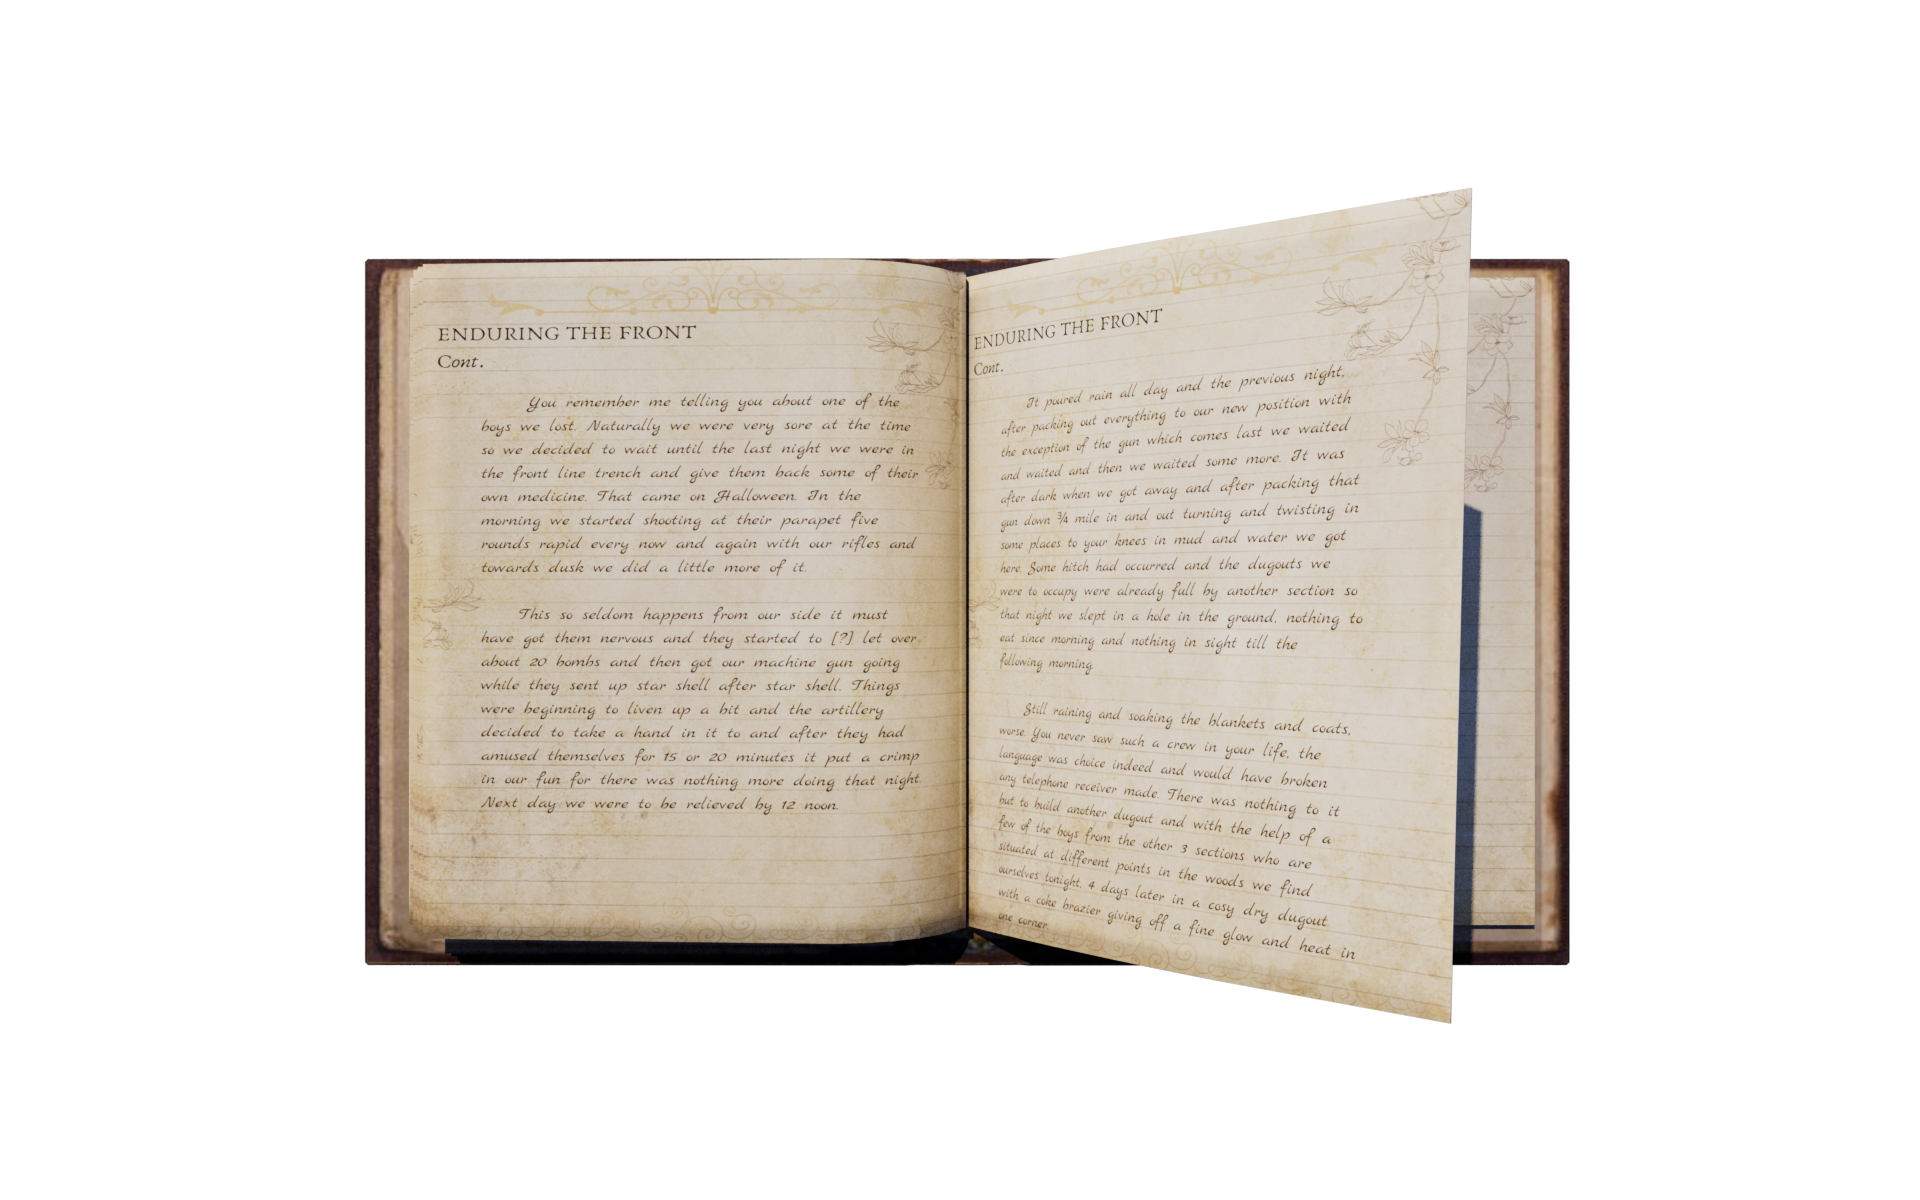 ENDURING THE FRONT
Cont.
You remember me telling you about one of the
boys we lost. Naturally we were very sore at the time
so we decided to wait until the last night we were in
the front line trench and give them back some of their
own medicine. That came on Halloween. In the
morning we started shooting at their parapet five
rounds rapid every now and again with our rifles and
towards dusk we did a little more of it.
This so seldom happens from our side it must
have got them nervous and they started to [?] let over
about 20 bombs and then got our machine gun going
while they sent up star shell after star shell. Things
were beginning to liven up a bit and the artillery
decided to take a hand in it to and after they had
amused themselves for 15 or 20 minutes it put a crimp
in our fun for there was nothing more doing that night.
Next day we were to be relieved by 12 noon.
ENDURING THE FRONT
Cont.
It poured rain all day and the previous night,
after packing out everything to our new position with
the exception of the gun which comes last we waited
and waited and then we waited some more. It was
after dark when we got away and after packing that
gun down ¾ mile in and out turning and twisting in
some places to your knees in mud and water we got
here. Some hitch had occurred and the dugouts we
were to occupy were already full by another section so
that night we slept in a hole in the ground, nothing to
eat since morning and nothing in sight till the
following morning.
Still raining and soaking the blankets and coats,
worse. You never saw such a crew in your life, the
language was choice indeed and would have broken
any telephone receiver made. There was nothing to it
but to build another dugout and with the help of a
few of the boys from the other 3 sections who are
situated at different points in the woods we find
ourselves tonight, 4 days later in a cosy dry dugout
with a coke brazier giving off a fine glow and heat in
one corner.